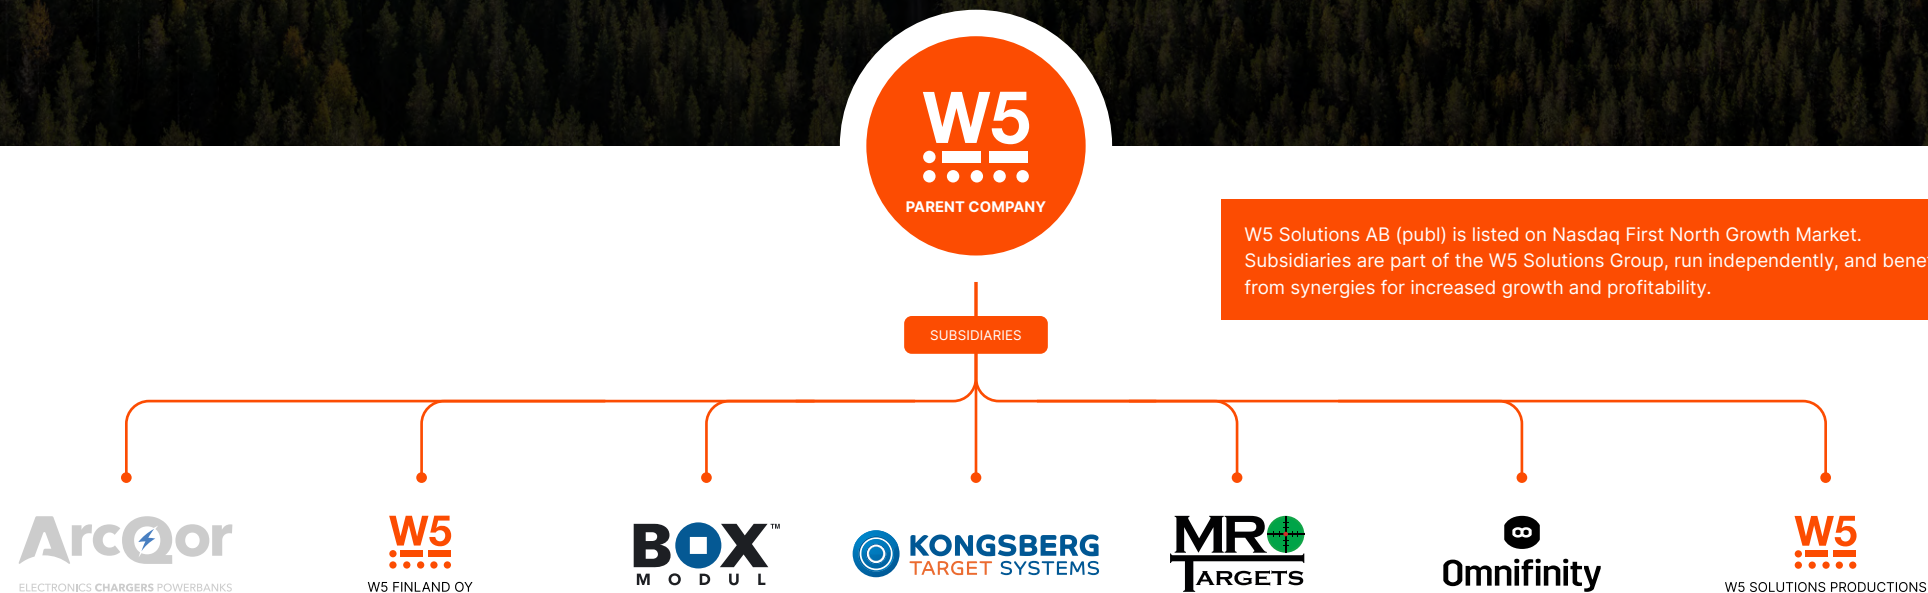 W5
PARENT COMPANY
W5 Solutions AB (publ) is listed on Nasdaq First North Growth Market.
Subsidiaries are part of the W5 Solutions Group, run independently, and bene
from synergies for increased growth and profitability.
SUBSIDIARIES
ArcQor
ELECTRONICS CHARGERS POWERBANKS
W5
W5 FINLAND OY
BOX™
MODUL
KONGSBERG
TARGET SYSTEMS
MR
TARGETS
Omnifinity
W5
W5 SOLUTIONS PRODUCTIONS